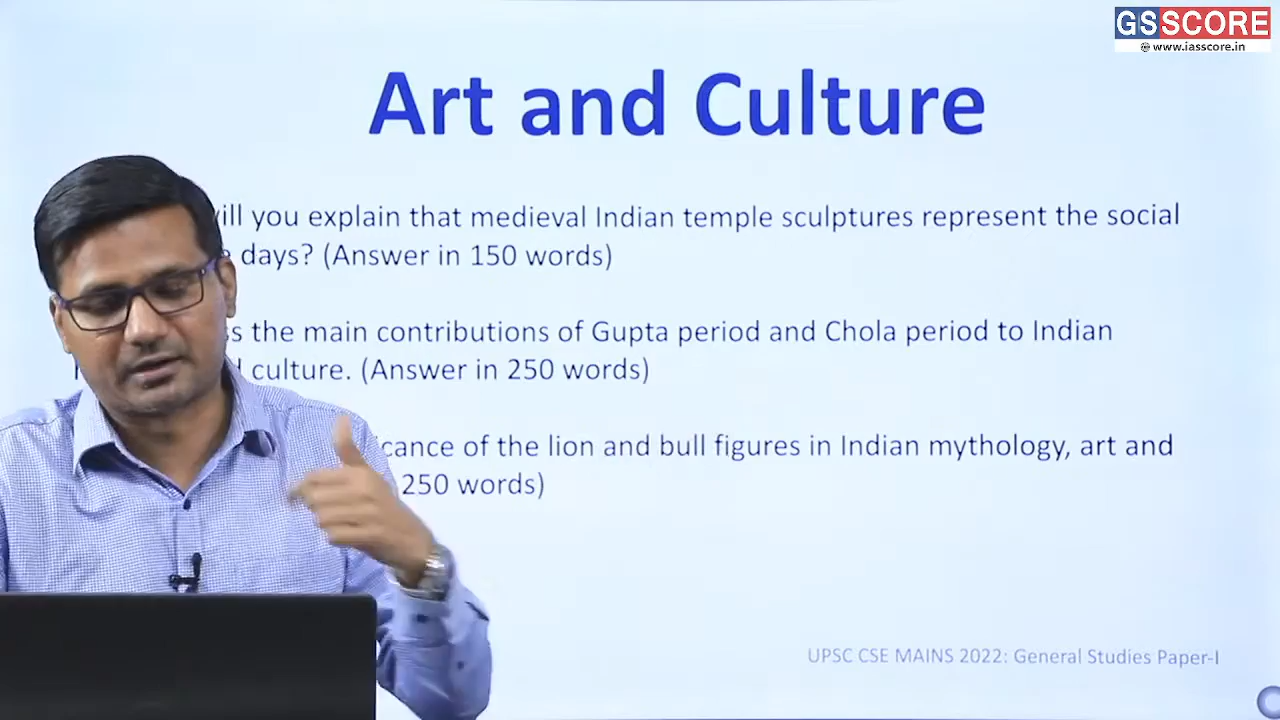 GSSCORE
www.iasscore.in
Art and Culture
will you explain that medieval Indian temple sculptures represent the social
days? (Answer in 150 words)
the main contributions of Gupta period and Chola period to Indian
culture. (Answer in 250 words)
of the lion and bull figures in Indian mythology, art and
250 words)
UPSC CSE MAINS 2022: General Studies Paper-I